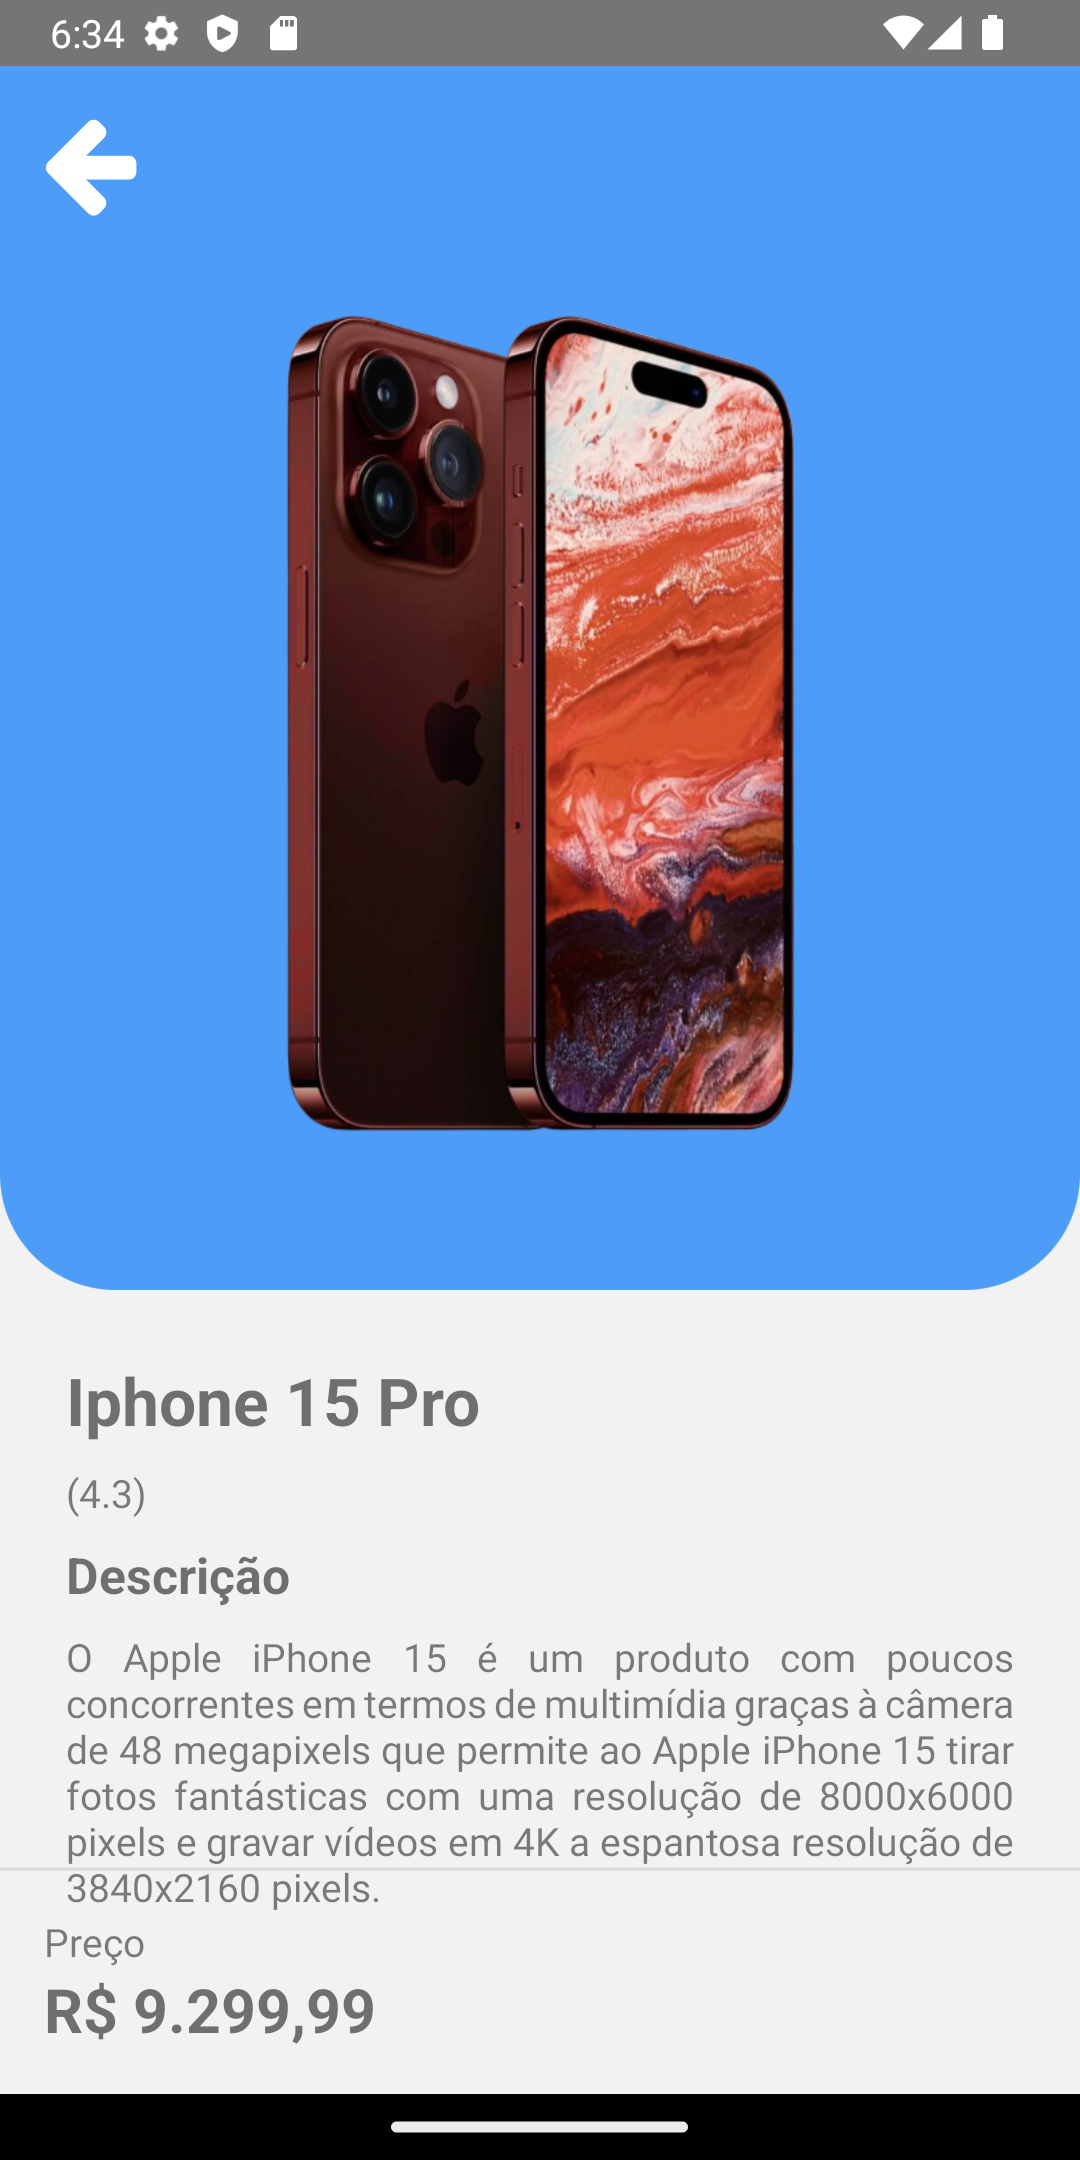 6:34
Iphone 15 Pro
(4.3)
Descrição
O Apple iPhone 15 é um produto com poucos
concorrentes em termos de multimídia graças à câmera
de 48 megapixels que permite ao Apple iPhone 15 tirar
fotos fantásticas com uma resolução de 8000x6000
pixels e gravar vídeos em 4K a espantosa resolução de
3840x2160 pixels.
Preço
R$ 9.299,99